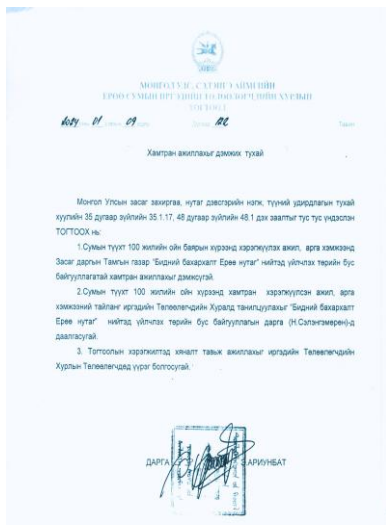 МОНГОЛ УЛС, СЭЛЭНГЭ АЙМГИЙН
ЕРӨӨ СУМЫН ИРГЭДИЙН ТӨЛӨӨЛӨГЧДИЙН ХУРЛЫН
ТОГТООЛ
01 09 Дугаар
Хамтран ажиллахыг дэмжих тухай
Монгол Улсын засаг захиргаа, нутаг дэвсгэрийн нэгж, түүний удирдлагын тухай
хуулийн 35 дугаар зүйлийн 35.1.17, 48 дугаар зүйлийн 48.1 дэх заалтыг тус тус үндэслэн
ТОГТООХ нь:
1.Сумын түүхт 100 жилийн ойн баярын хүрээнд хэрэгжүүлэх ажил, арга хэмжээнд
Засаг даргын Тамгын газар "Бидний бахархалт Ерөө нутаг" нийтэд үйлчлэх төрийн бус
байгууллагатай хамтран ажиллахыг дэмжсүгэй.
2.Сумын түүхт 100 жилийн ойн хүрээнд хамтран хэрэгжүүлсэн ажил, арга
хэмжээний тайланг иргэдийн Төлөөлөгчдийн Хуралд танилцуулахыг "Бидний бахархалт
Ерөө нутаг" нийтэд үйлчлэх төрийн бус байгууллагын дарга (Н.Сэлэнгэмөрөн)-д
даалгасугай.
3. Тогтоолын хэрэгжилтэд хяналт тавьж ажиллахыг иргэдийн Төлөөлөгчдийн
Хурлын Төлөөлөгчдөд үүрэг болгосугай.
ДАРГА АРИУНБАТ